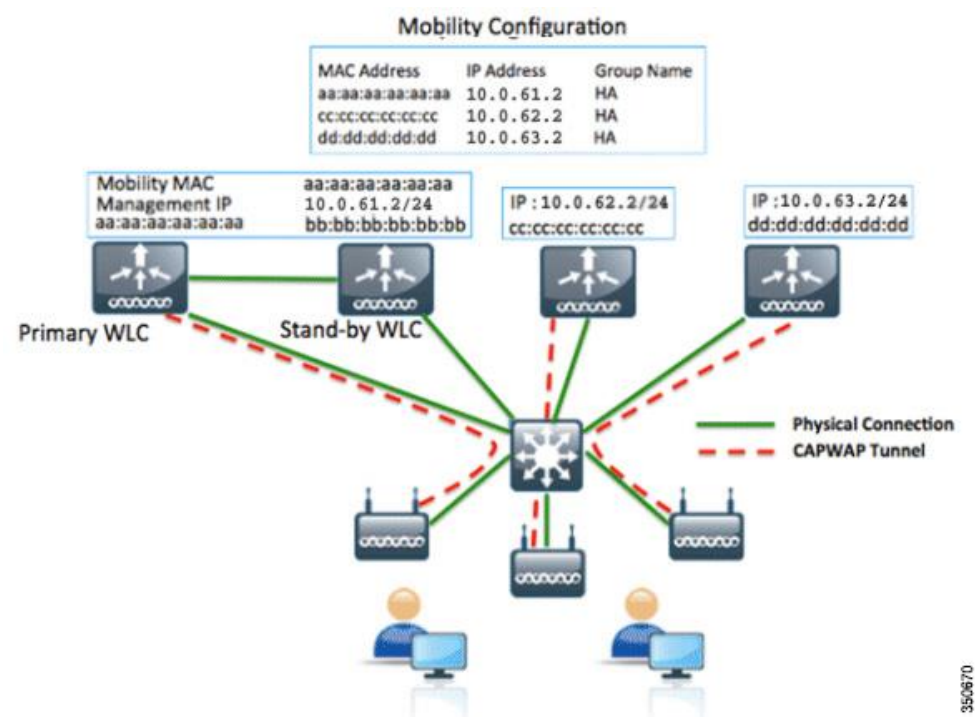 Mobility Configuration
MAC Address IP Address Group Name
aa:aa:aa:aa:aa:aa 10.0.61.2 HA
cc:cc:cc:cc:cc:cc 10.0.62.2 HA
dd:dd:dd:dd:dd 10.0.63.2 HA
Mobility MAC aa:aa:aa:aa:aa:aa
Management IP 10.0.61.2/24
aa:aa:aa:aa:aa:aa bb:bb:bb:bb:bb:bb
IP : 10.0.62.2/24
cc:cc:cc:cc:cc:cc
IP :10.0.63.2/24
dd:dd:dd:dd:dd:dd
Primary WLC
Stand-by WLC
Physical Connection
CAPWAP Tunnel
350670